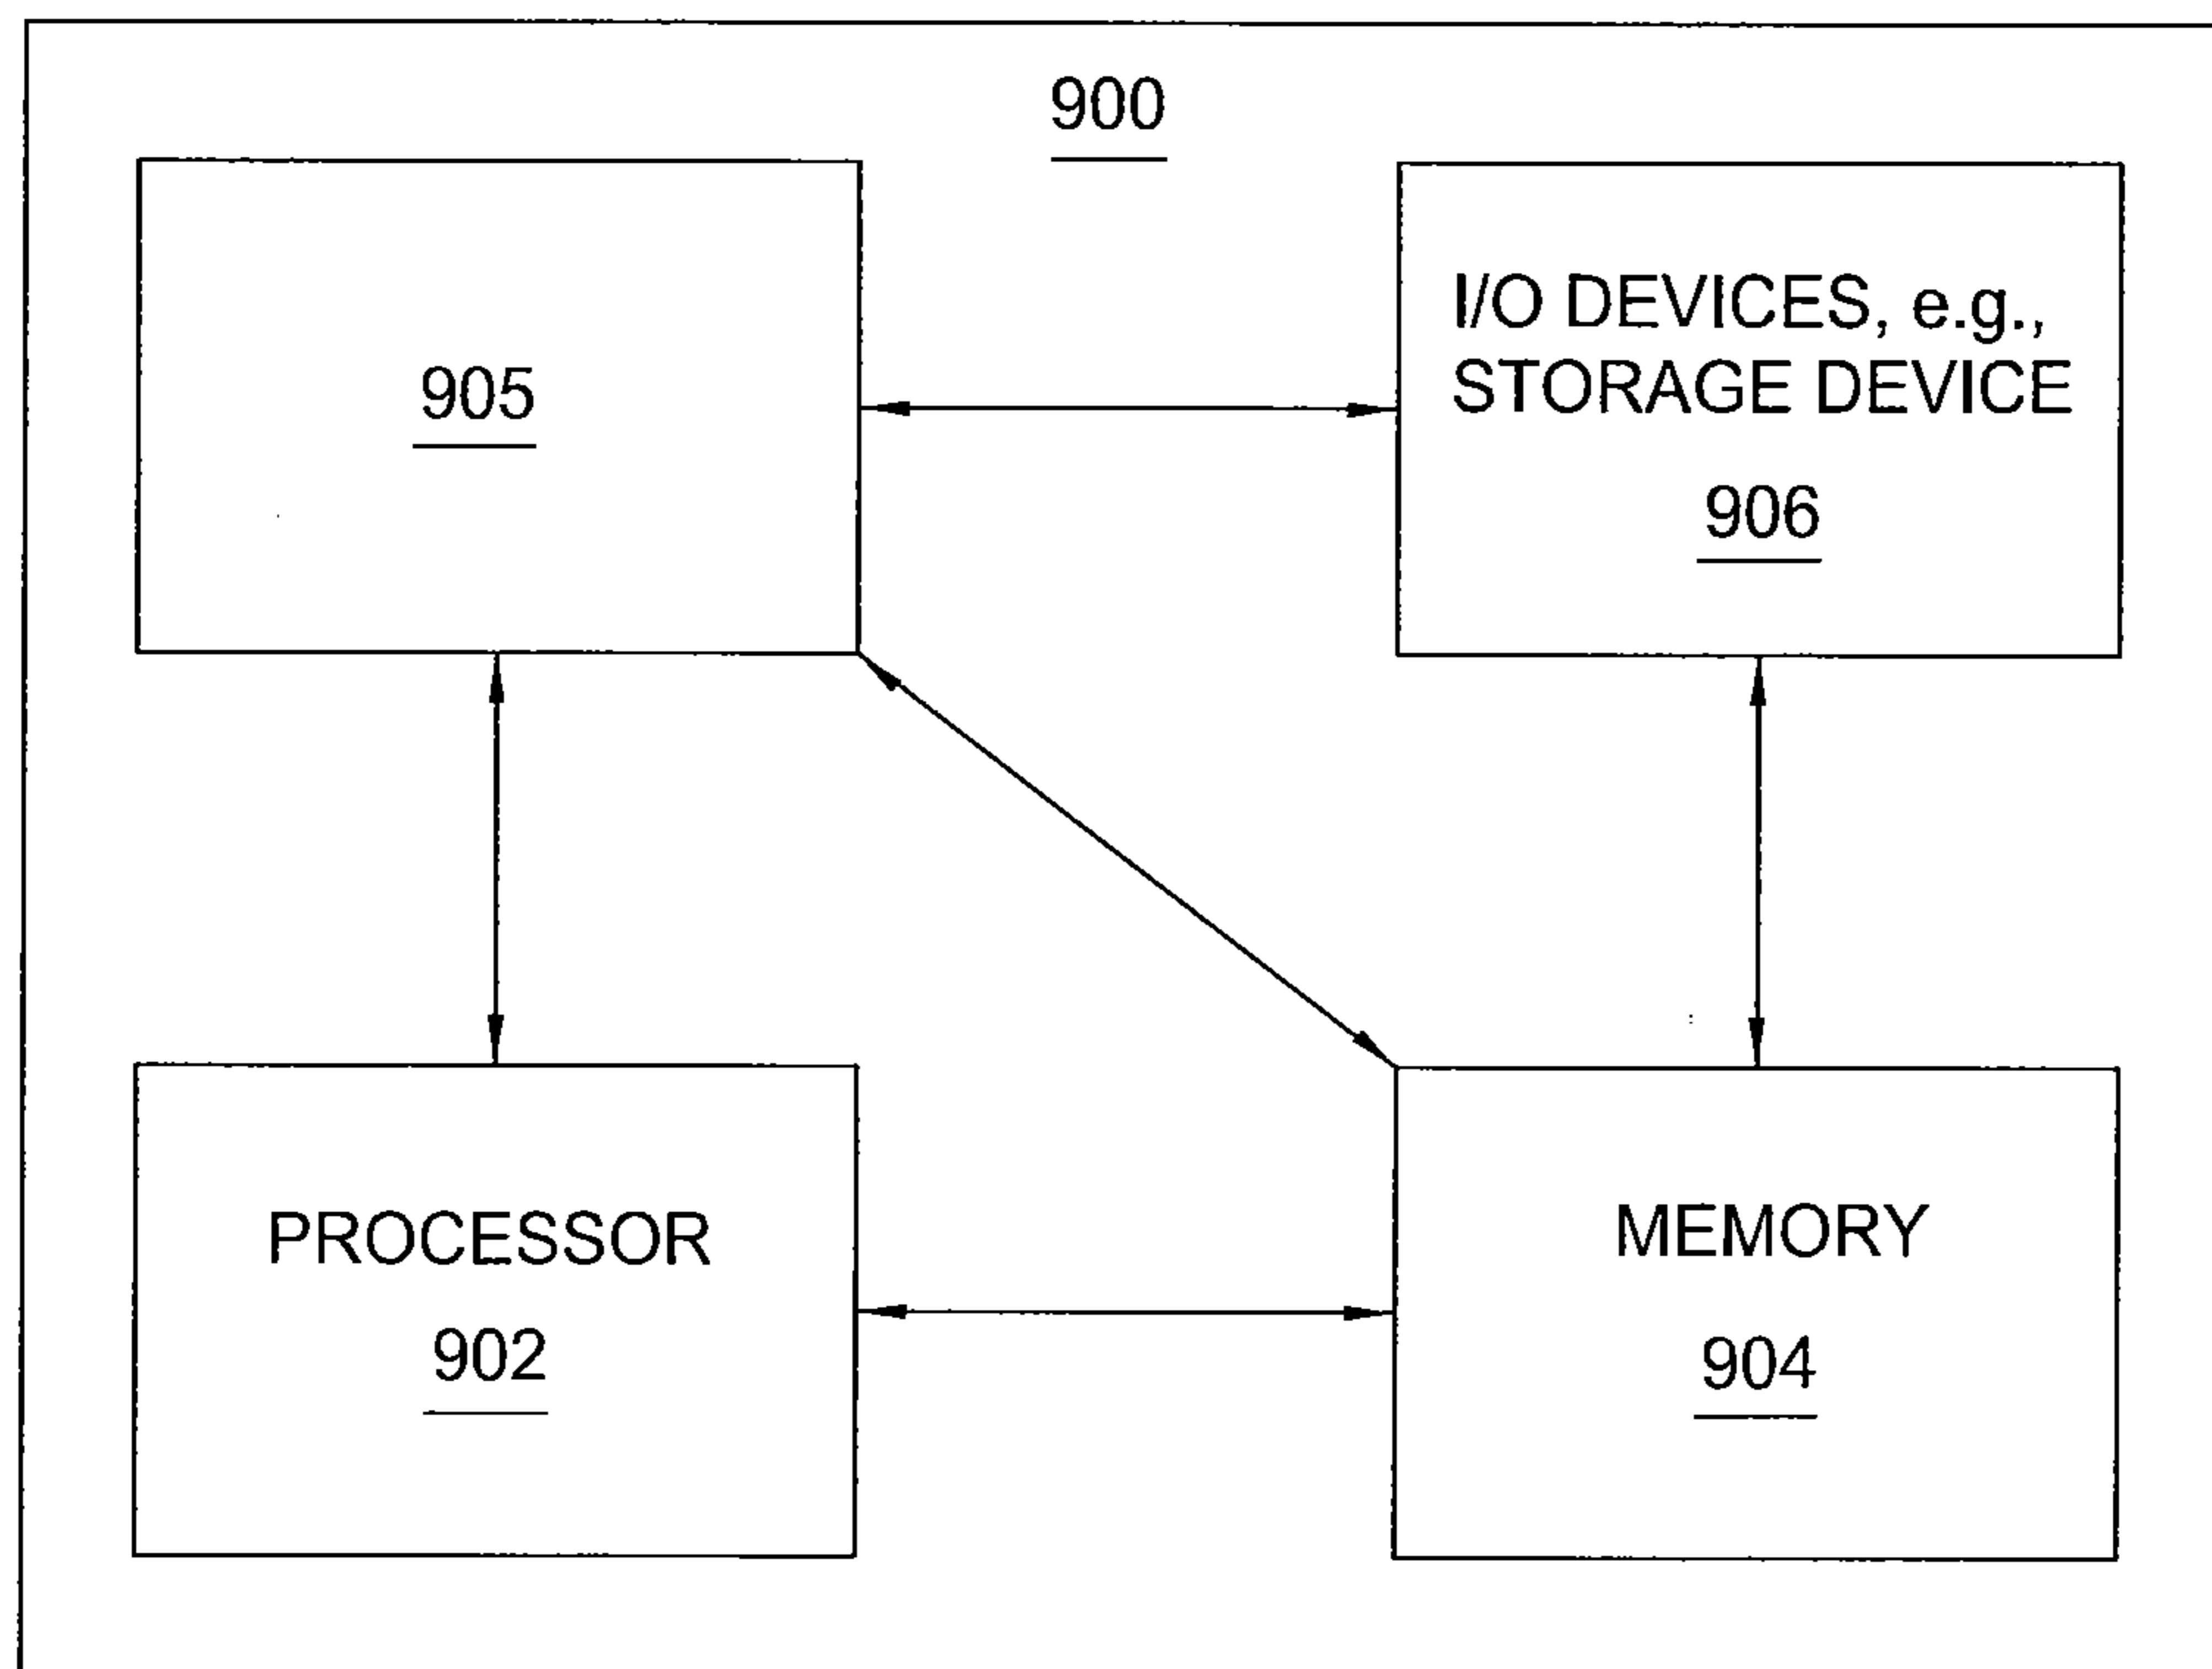 900
905
I/O DEVICES, e.g.,
STORAGE DEVICE
906
PROCESSOR
902
MEMORY
904